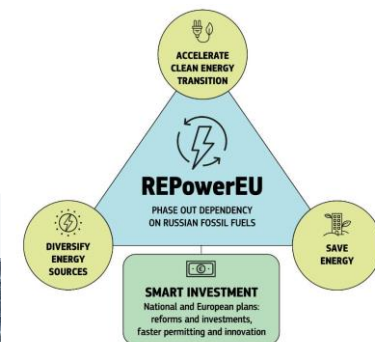 ACCELERATE
CLEAN ENERGY
TRANSITION
REPowerEU
PHASE OUT DEPENDENCY
ON RUSSIAN FOSSIL FUELS
DIVERSIFY
ENERGY
SOURCES
SAVE
ENERGY
SMART INVESTMENT
National and European plans:
reforms and investments,
faster permitting and innovation